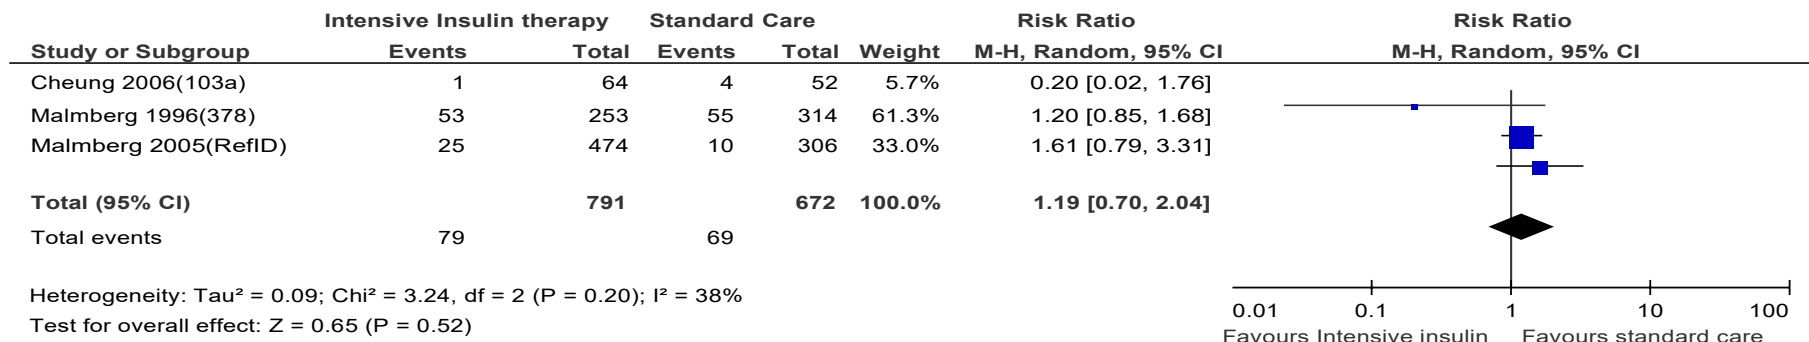 Intensive Insulin therapy Standard Care Risk Ratio Risk Ratio
Study or Subgroup Events Total Events Total Weight M-H, Random, 95% CI M-H, Random, 95% CI
Cheung 2006(103a) 1 64 4 52 5.7% 0.20 [0.02, 1.76]
Malmberg 1996(378) 53 253 55 314 61.3% 1.20 [0.85, 1.68]
Malmberg 2005(RefID) 25 474 10 306 33.0% 1.61 [0.79, 3.31]
Total (95% CI) 791 672 100.0% 1.19 [0.70, 2.04]
Total events 79 69
Heterogeneity: Tau² = 0.09; Chi² = 3.24, df = 2 (P = 0.20); I² = 38%
Test for overall effect: Z = 0.65 (P = 0.52)
0.01 0.1 1 10 100
Favours Intensive insulin Favours standard care